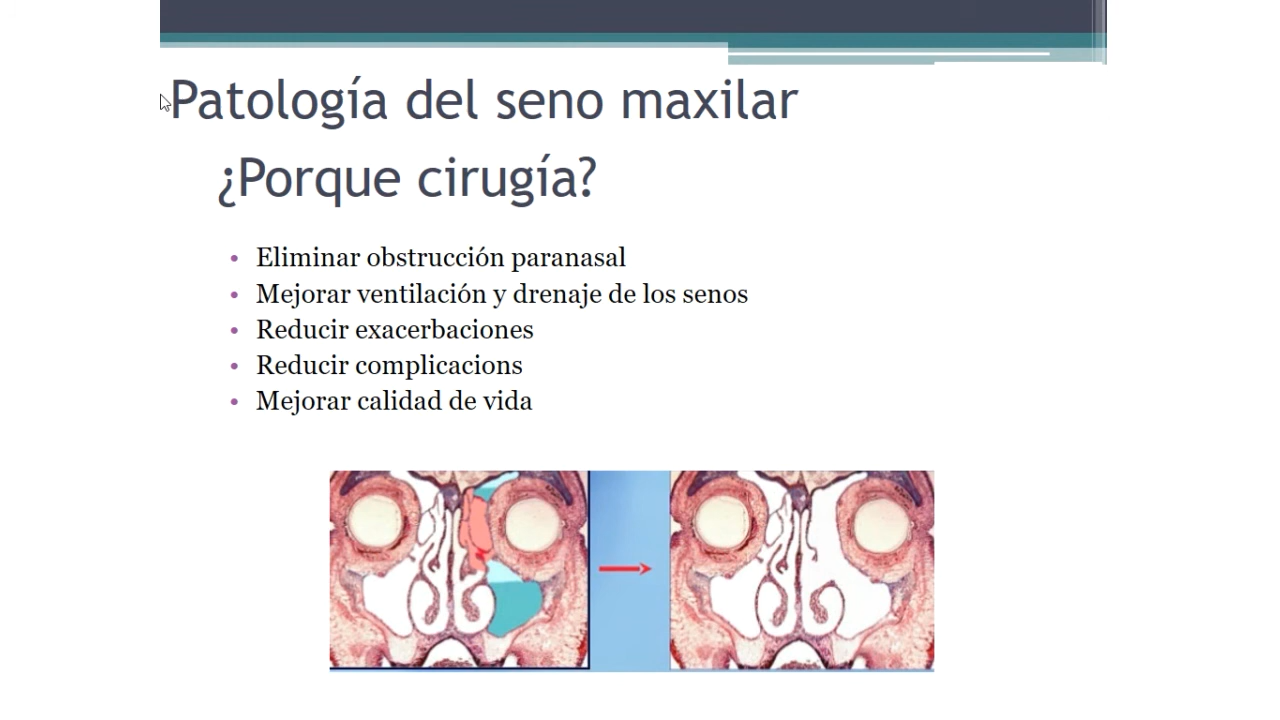 Patología del seno maxilar
¿Porque cirugía?
• Eliminar obstrucción paranasal
• Mejorar ventilación y drenaje de los senos
• Reducir exacerbaciones
• Reducir complicacions
• Mejorar calidad de vida